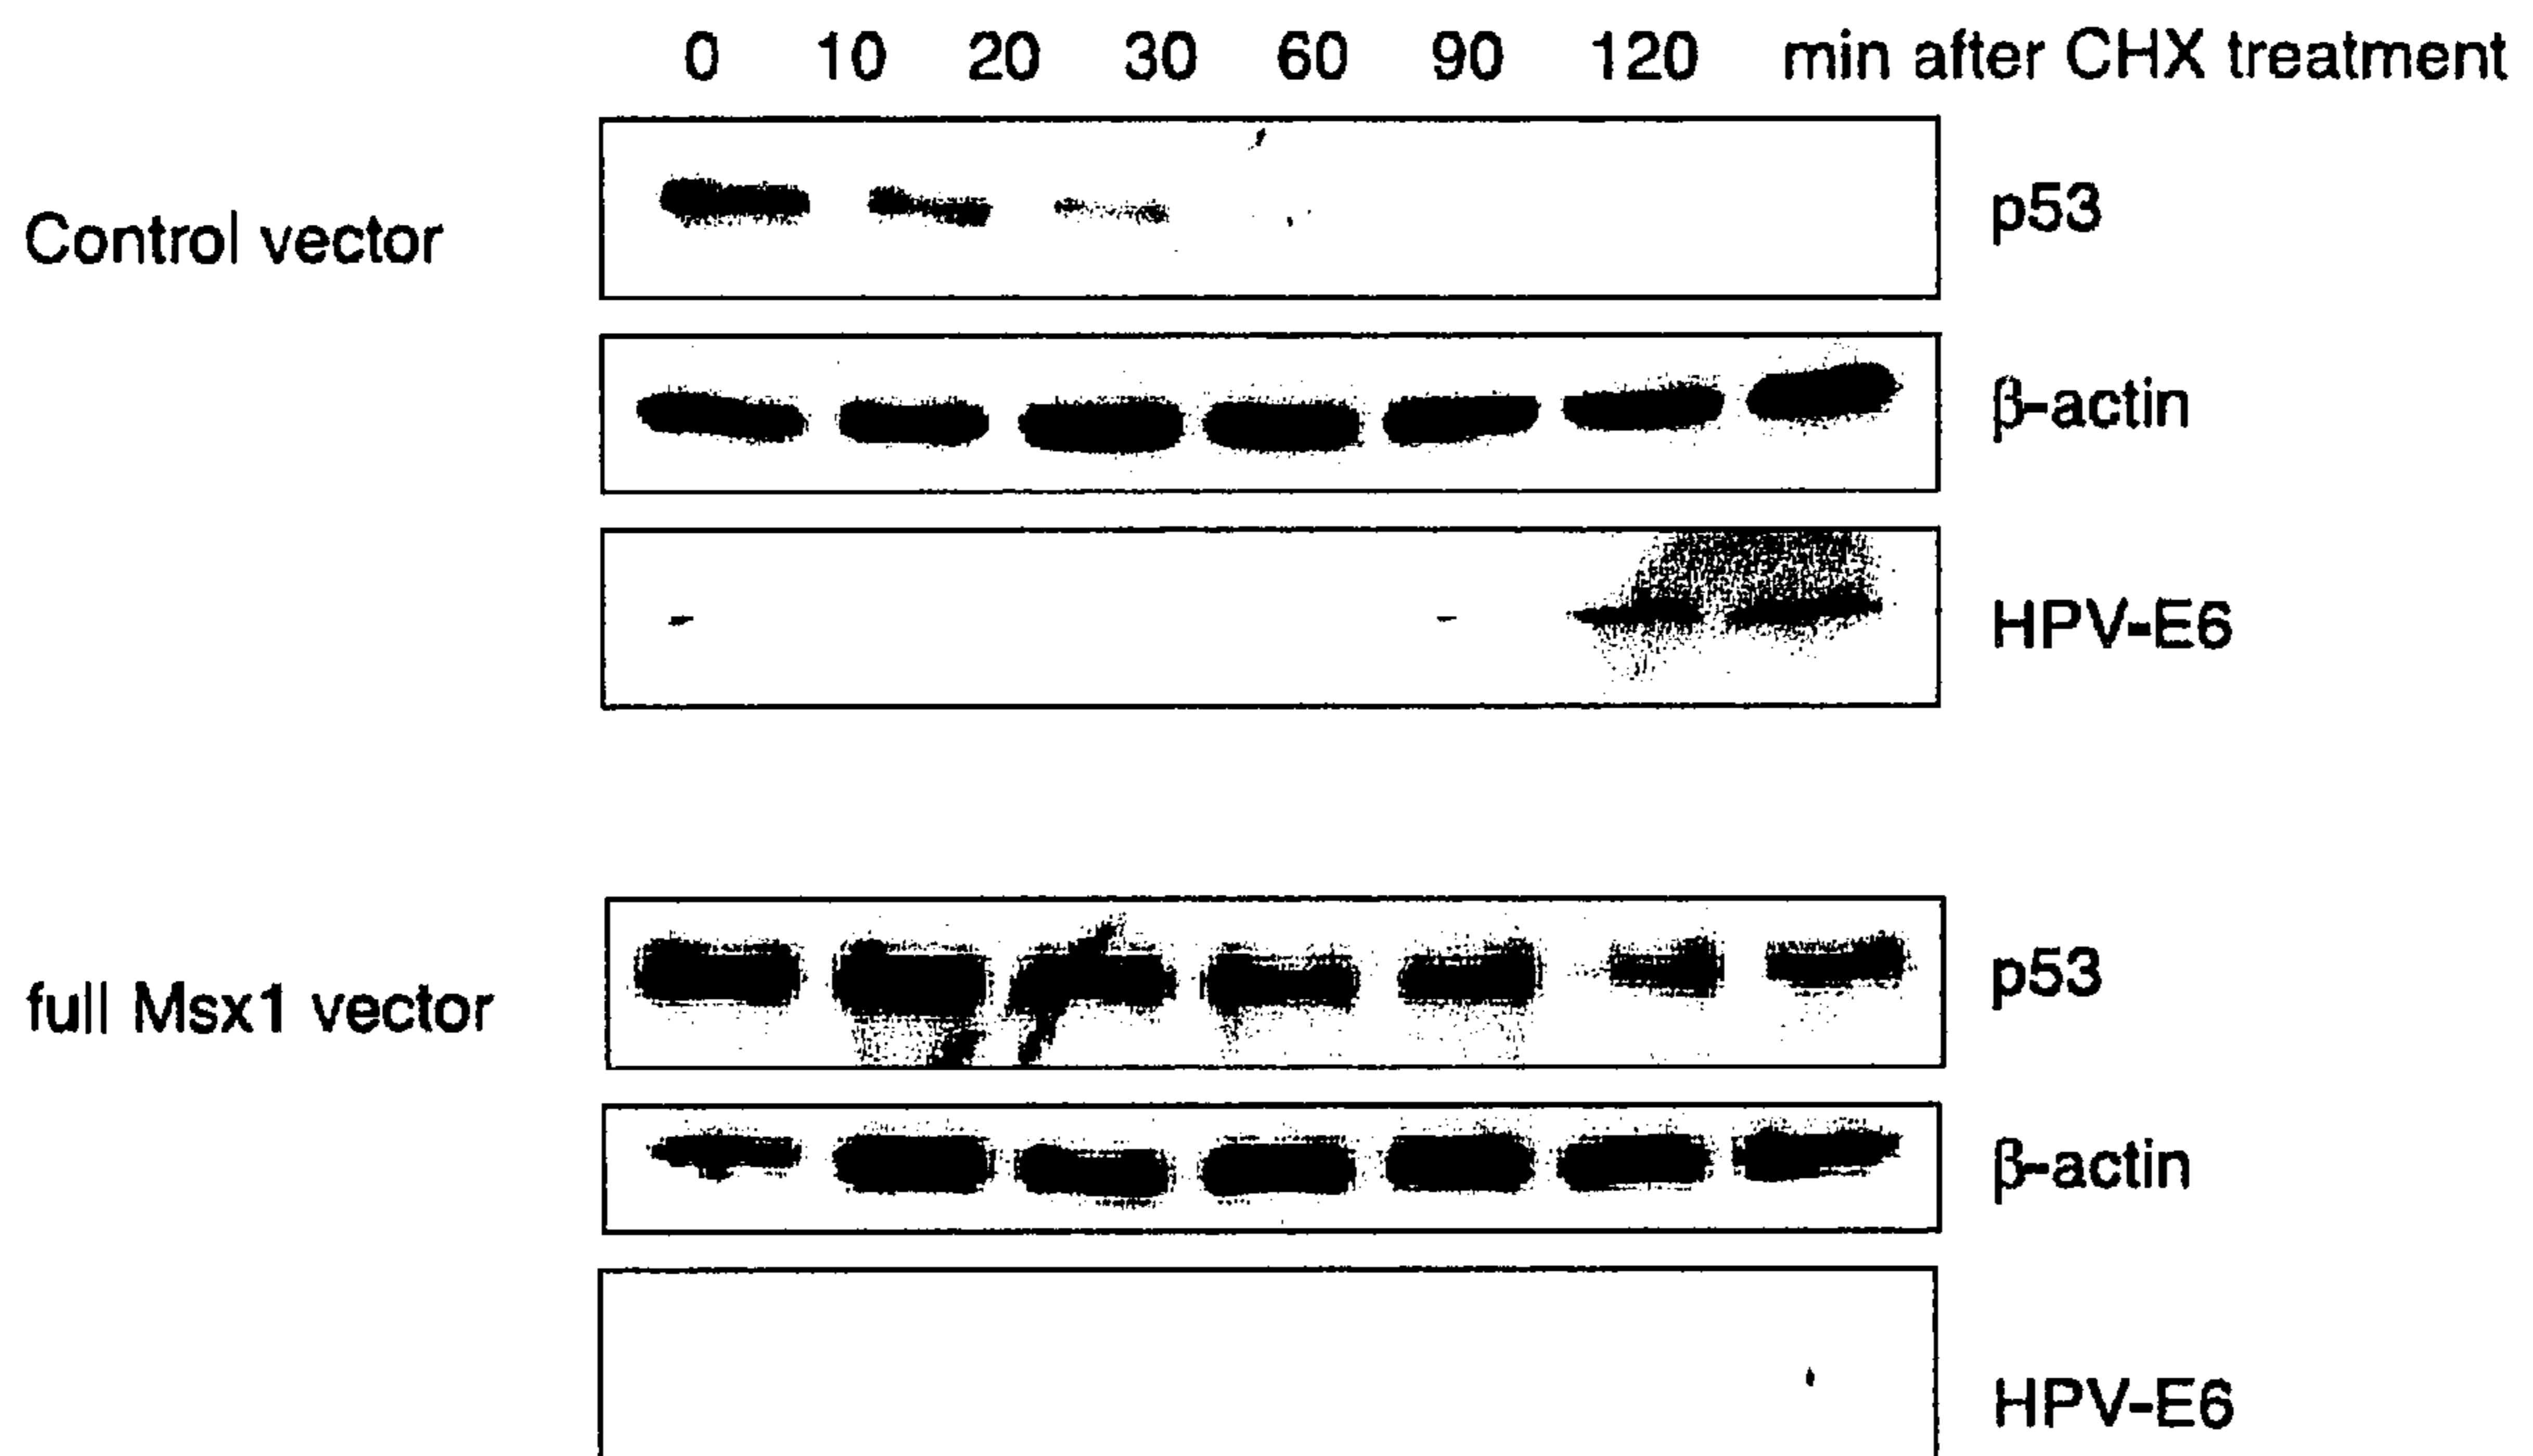 0 10 20 30 60 90 120 min after CHX treatment
Control vector
p53
β-actin
HPV-E6
full Msx1 vector
p53
β-actin
HPV-E6